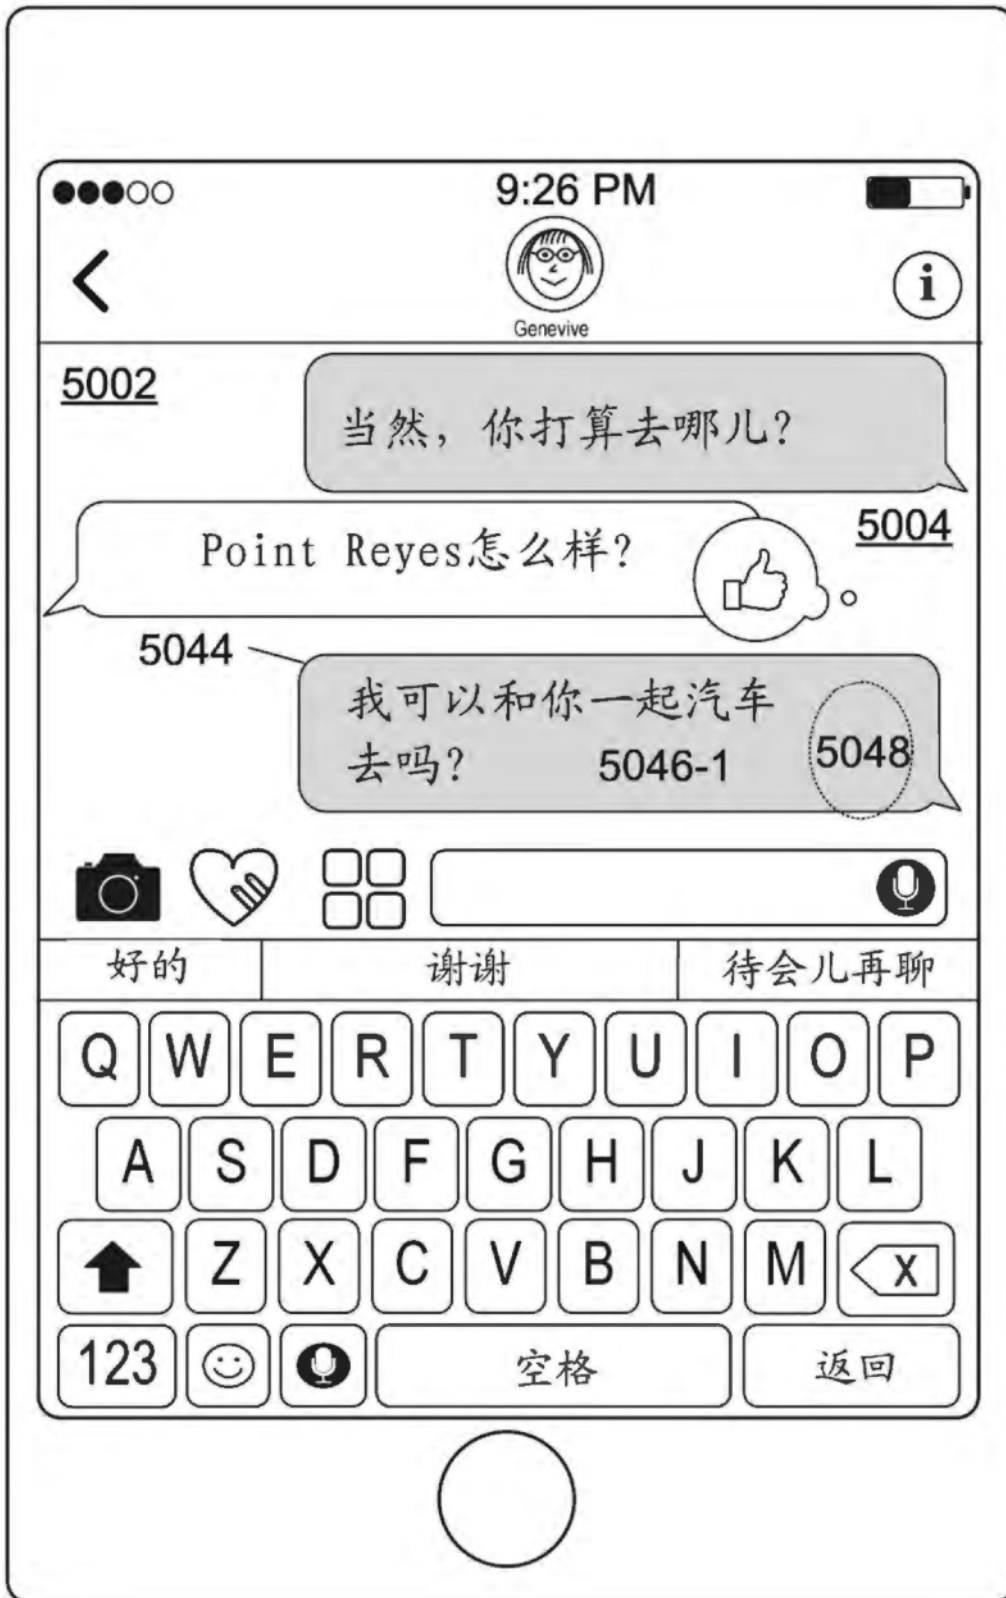 9:26 PM
i
Genevive
5002
当然，你打算去哪儿？
Point Reyes怎么样？
5004
5044
我可以和你一起汽车
去吗？ 5046-1 5048
好的 谢谢 待会儿再聊
Q W E R T Y U I O P
A S D F G H J K L
Z X C V B N M X
123 空格 返回